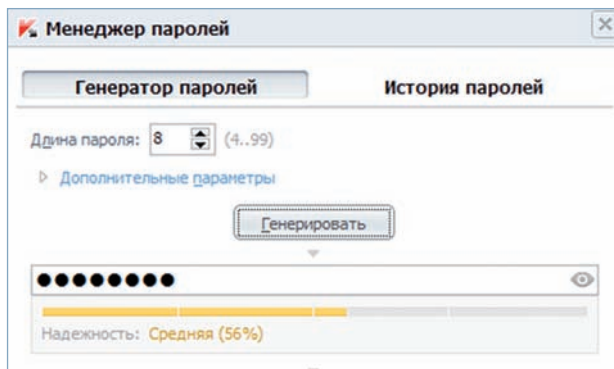 Менеджер паролей
Генератор паролей История паролей
Длина пароля: 8 (4..99)
Дополнительные параметры
Генерировать
●●●●●●●●
Надежность: Средняя (56%)